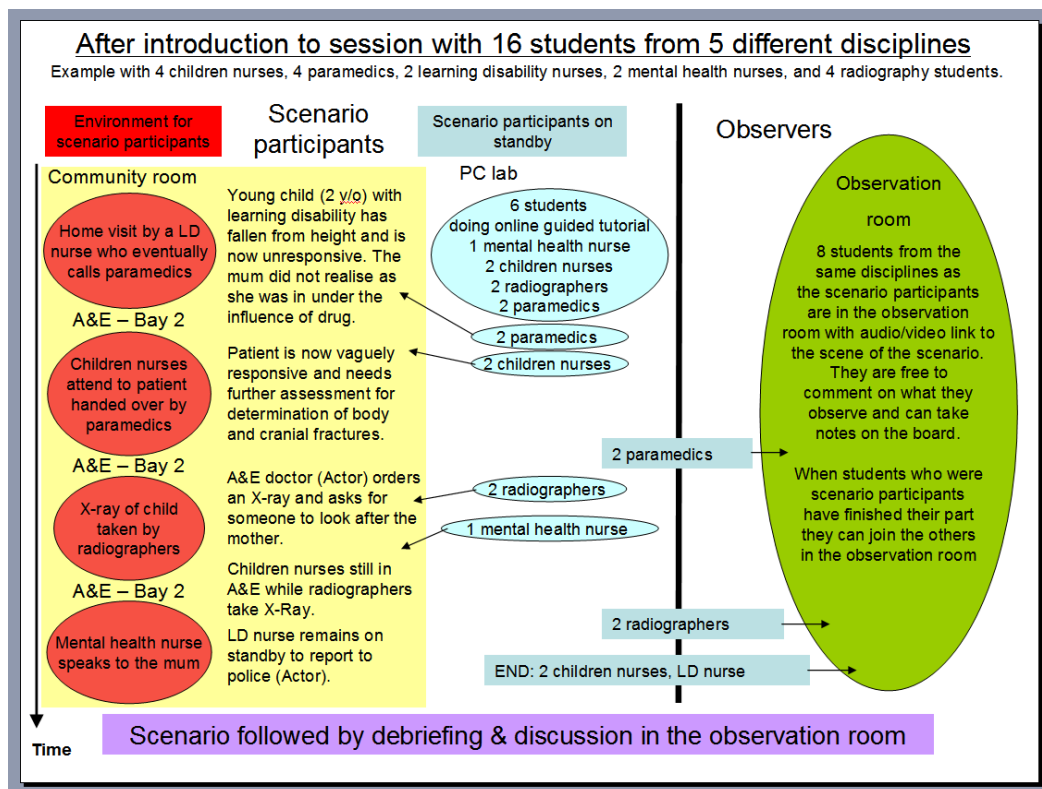 After introduction to session with 16 students from 5 different disciplines
Example with 4 children nurses, 4 paramedics, 2 learning disability nurses, 2 mental health nurses, and 4 radiography students.
Environment for
scenario participants
Scenario
participants
Scenario participants on
standby
Observers
Community room
Home visit by a LD
nurse who eventually
calls paramedics
A&E – Bay 2
Children nurses
attend to patient
handed over by
paramedics
A&E – Bay 2
X-ray of child
taken by
radiographers
A&E – Bay 2
Mental health nurse
speaks to the mum
Young child (2 y/o) with
learning disability has
fallen from height and is
now unresponsive. The
mum did not realise as
she was in under the
influence of drug.
Patient is now vaguely
responsive and needs
further assessment for
determination of body
and cranial fractures.
A&E doctor (Actor) orders
an X-ray and asks for
someone to look after the
mother.
Children nurses still in
A&E while radiographers
take X-Ray.
LD nurse remains on
standby to report to
police (Actor).
PC lab
6 students
doing online guided tutorial
1 mental health nurse
2 children nurses
2 radiographers
2 paramedics
2 paramedics
2 children nurses
2 paramedics
2 radiographers
1 mental health nurse
2 radiographers
END: 2 children nurses, LD nurse
Observation
room
8 students from the
same disciplines as
the scenario participants
are in the observation
room with audio/video link to
the scene of the scenario.
They are free to
comment on what they
observe and can take
notes on the board.
When students who were
scenario participants
have finished their part
they can join the others
in the observation room
Time
Scenario followed by debriefing & discussion in the observation room